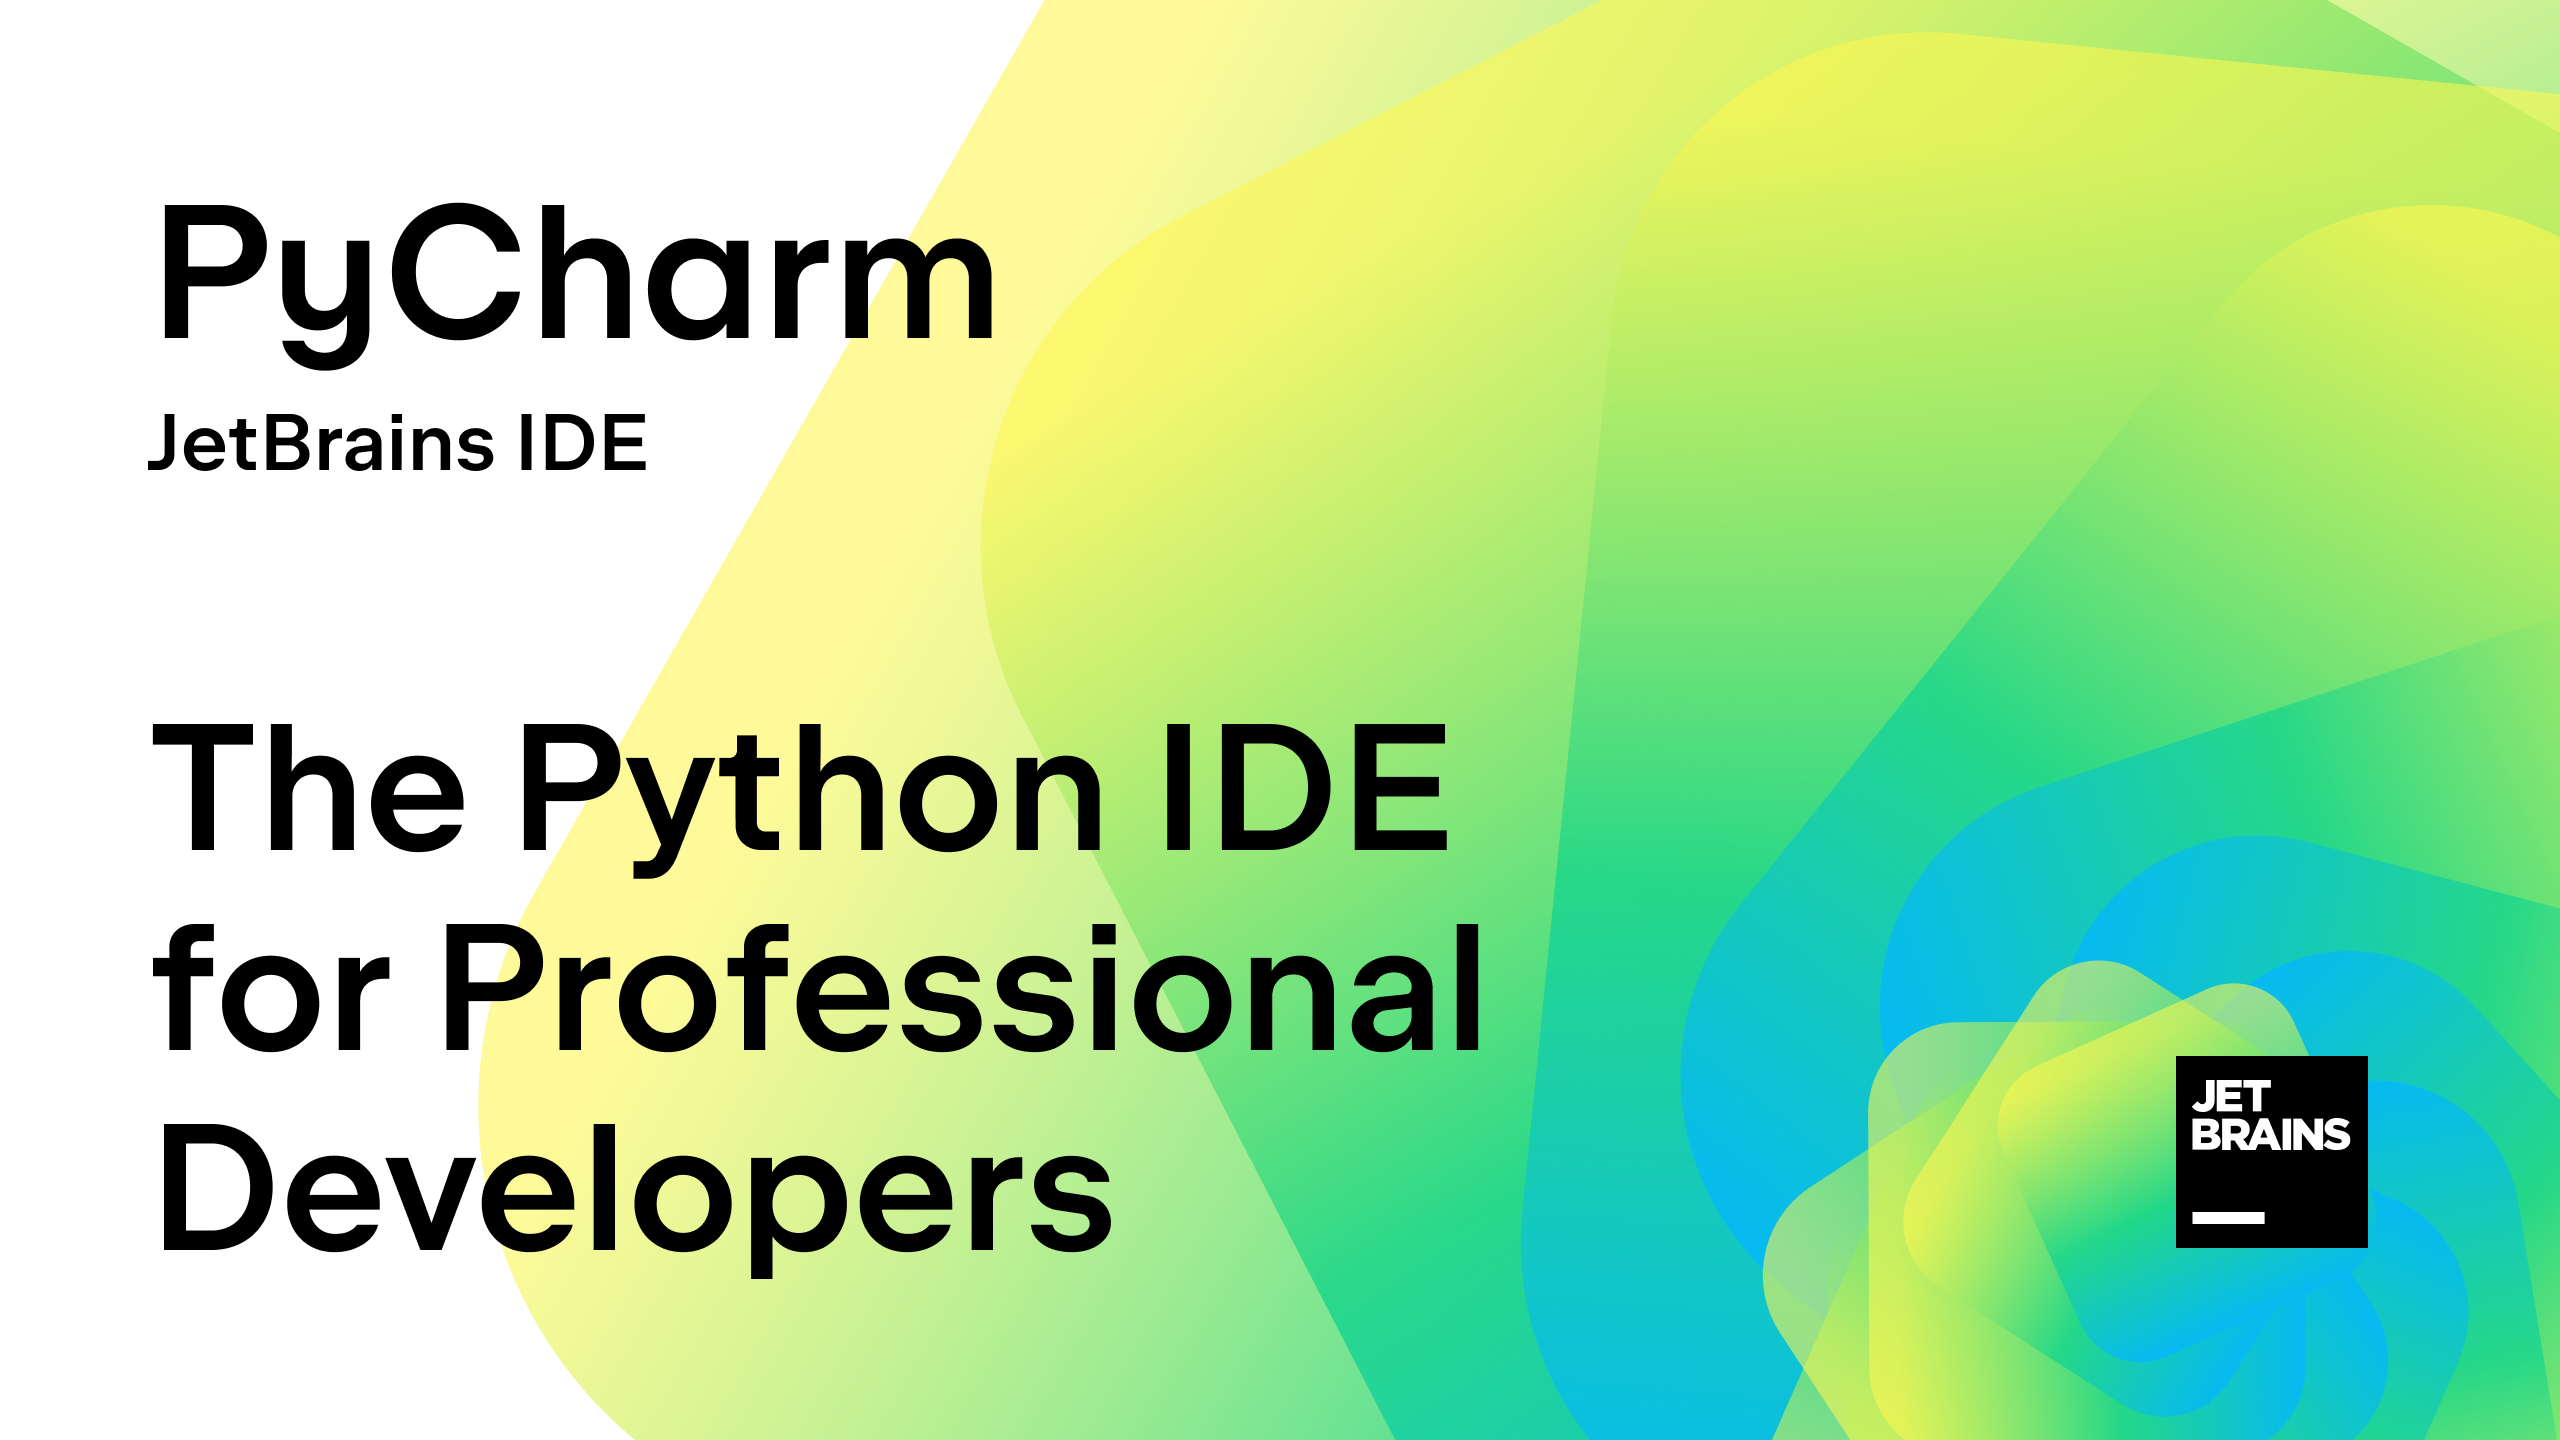 PyCharm
JetBrains IDE
The Python IDE
for Professional
Developers
JET
BRAINS